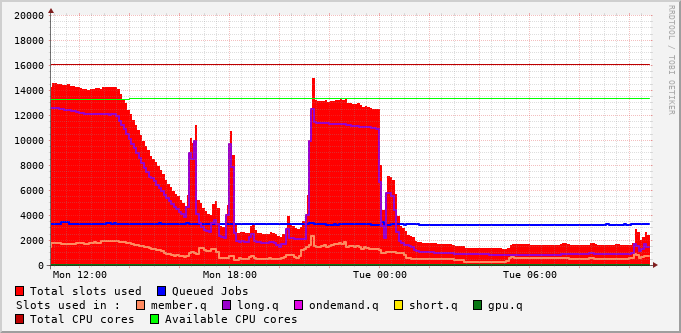 20000
18000
16000
14000
12000
10000
8000
6000
4000
2000
0
Mon 12:00 Mon 18:00 Tue 00:00 Tue 06:00
RRDTOOL / TOBI OETIKER
Total slots used Queued Jobs
Slots used in : member.q long.q ondemand.q short.q gpu.q
Total CPU cores Available CPU cores